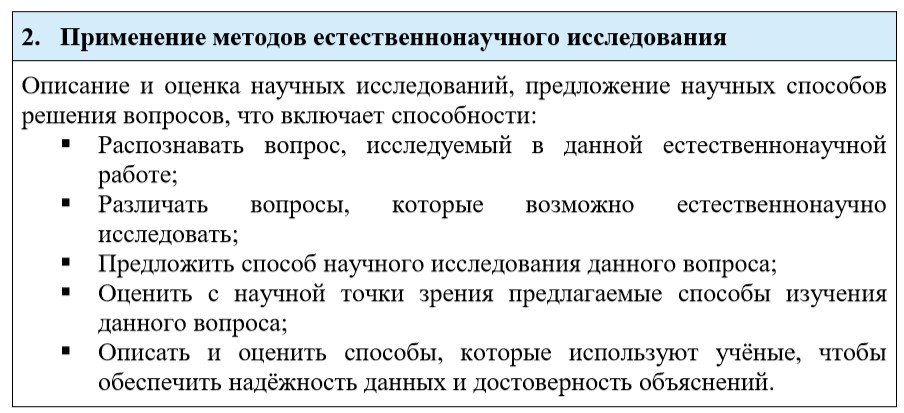 2. Применение методов естественнонаучного исследования
Описание и оценка научных исследований, предложение научных способов
решения вопросов, что включает способности:
▪ Распознавать вопрос, исследуемый в данной естественнонаучной
работе;
▪ Различать вопросы, которые возможно естественнонаучно
исследовать;
▪ Предложить способ научного исследования данного вопроса;
▪ Оценить с научной точки зрения предлагаемые способы изучения
данного вопроса;
▪ Описать и оценить способы, которые используют учёные, чтобы
обеспечить надёжность данных и достоверность объяснений.